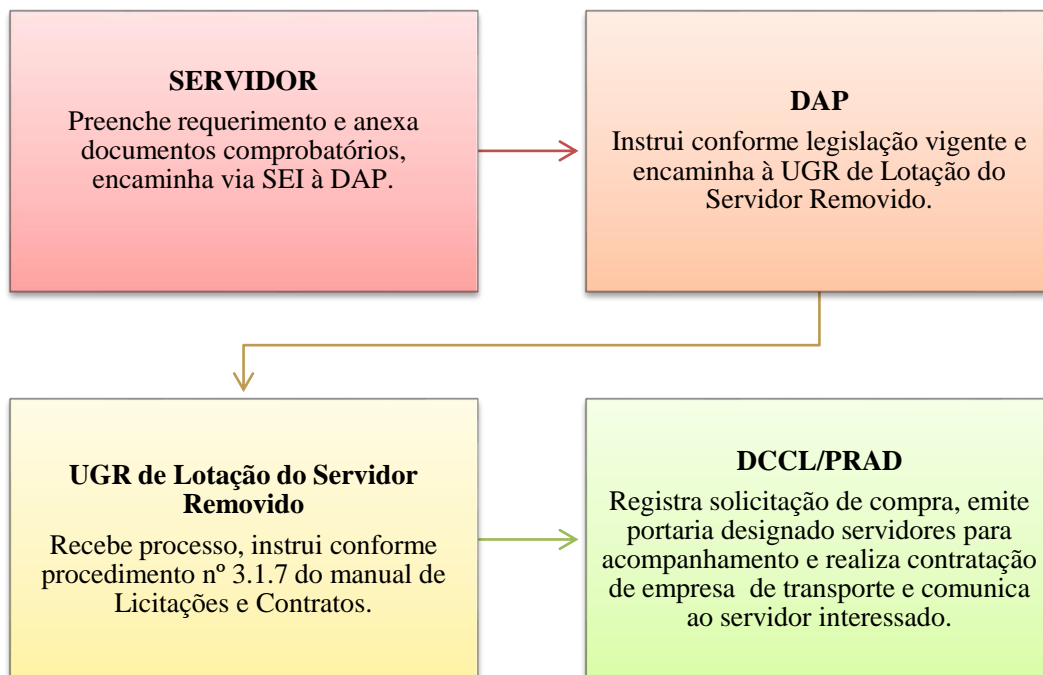 SERVIDOR
Preenche requerimento e anexa
documentos comprobatórios,
encaminha via SEI à DAP.
DAP
Instrui conforme legislação vigente e
encaminha à UGR de Lotação do
Servidor Removido.
UGR de Lotação do Servidor
Removido
Recebe processo, instrui conforme
procedimento nº 3.1.7 do manual de
Licitações e Contratos.
DCCL/PRAD
Registra solicitação de compra, emite
portaria designado servidores para
acompanhamento e realiza contratação
de empresa de transporte e comunica
ao servidor interessado.